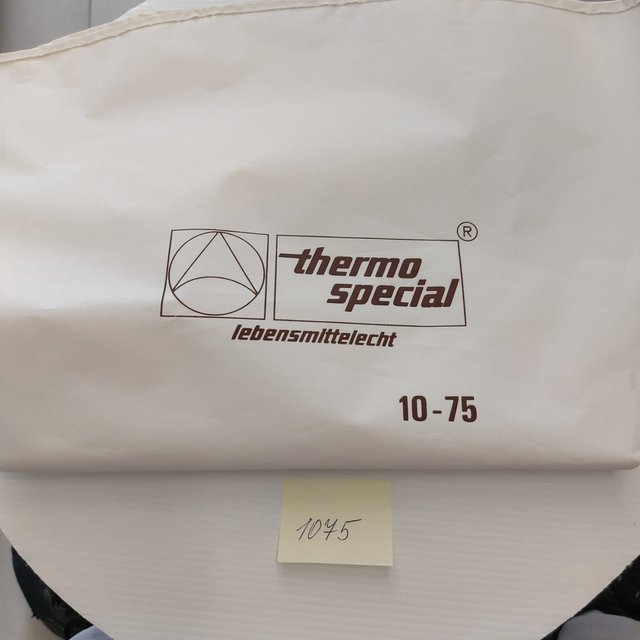 ®
thermo
special
lebensmittelecht
10-75
1075